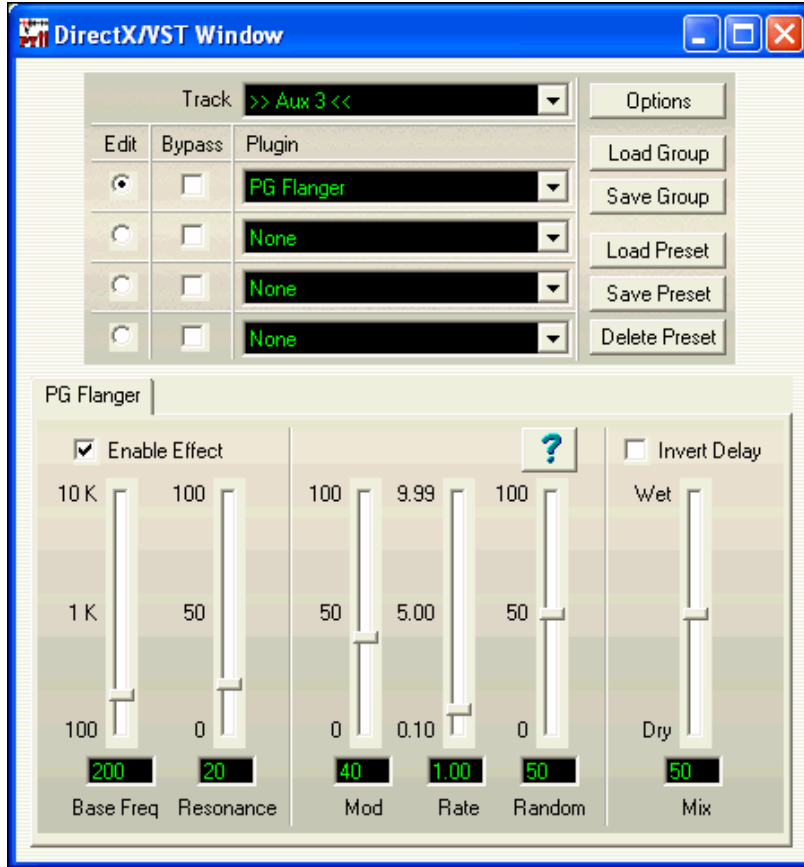 DirectX/VST Window
Track >> Aux 3 << Options
Edit Bypass Plugin Load Group
PG Flanger Save Group
None Load Preset
None Save Preset
None Delete Preset
PG Flanger
Enable Effect ? Invert Delay
10 K 100 100 9.99 100 Wet
1 K 50 50 5.00 50
100 0 0 0.10 0 Dry
200 20 40 1.00 50 50
Base Freq Resonance Mod Rate Random Mix